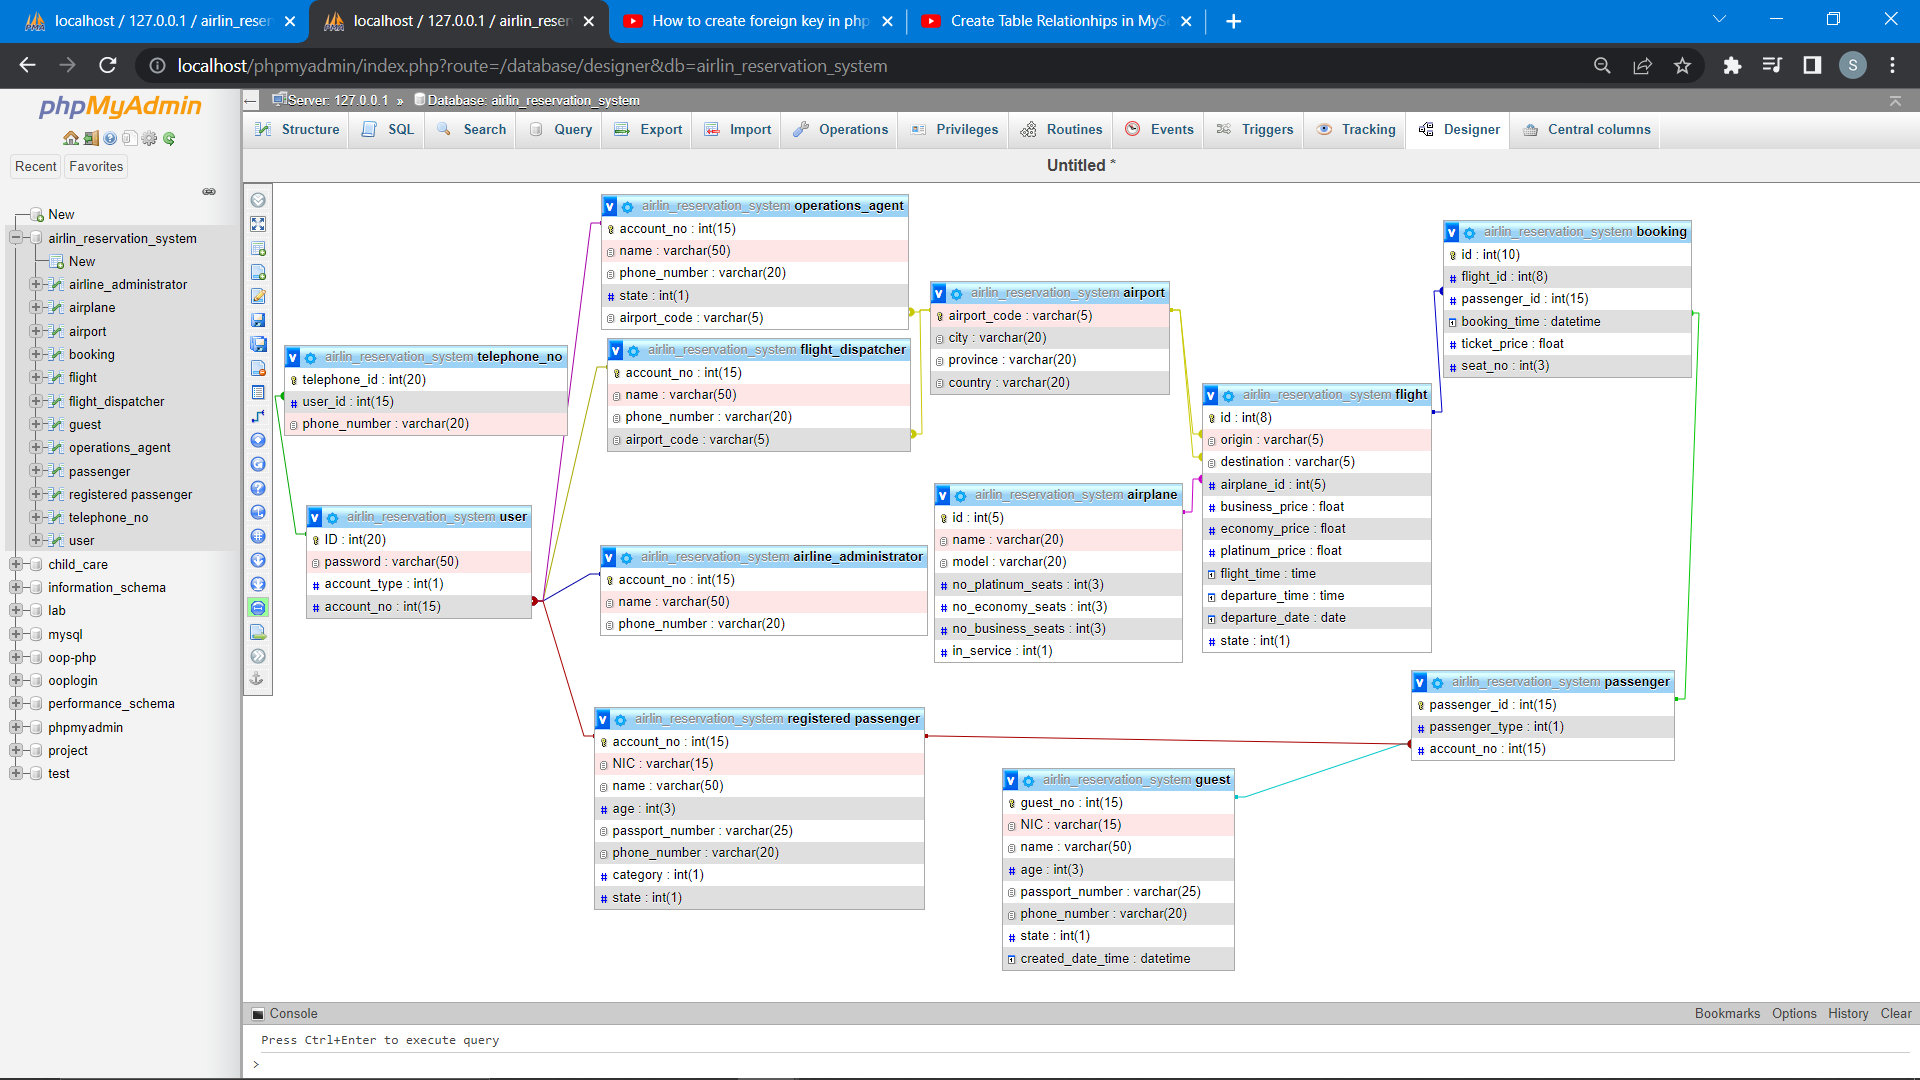 localhost / 127.0.0.1 / airlin_reser
localhost / 127.0.0.1 / airlin_reser
How to create foreign key in php
Create Table Relationhips in MyS
localhost/phpmyadmin/index.php?route=/database/designer&db=airlin_reservation_system
S
phpMyAdmin
Recent
Favorites
New
airlin_reservation_system
New
airline_administrator
airplane
airport
booking
flight
flight_dispatcher
guest
operations_agent
passenger
registered passenger
telephone_no
user
child_care
information_schema
lab
mysql
oop-php
ooplogin
performance_schema
phpmyadmin
project
test
Server: 127.0.0.1 » Database: airlin_reservation_system
Structure
SQL
Search
Query
Export
Import
Operations
Privileges
Routines
Events
Triggers
Tracking
Designer
Central columns
Untitled *
airlin_reservation_system operations_agent
account_no : int(15)
name : varchar(50)
phone_number : varchar(20)
state : int(1)
airport_code : varchar(5)
airlin_reservation_system flight_dispatcher
account_no : int(15)
name : varchar(50)
phone_number : varchar(20)
airport_code : varchar(5)
airlin_reservation_system telephone_no
telephone_id : int(20)
user_id : int(15)
phone_number : varchar(20)
airlin_reservation_system user
ID : int(20)
password : varchar(50)
account_type : int(1)
account_no : int(15)
airlin_reservation_system airline_administrator
account_no : int(15)
name : varchar(50)
phone_number : varchar(20)
airlin_reservation_system registered passenger
account_no : int(15)
NIC : varchar(15)
name : varchar(50)
age : int(3)
passport_number : varchar(25)
phone_number : varchar(20)
category : int(1)
state : int(1)
airlin_reservation_system airport
airport_code : varchar(5)
city : varchar(20)
province : varchar(20)
country : varchar(20)
airlin_reservation_system airplane
id : int(5)
name : varchar(20)
model : varchar(20)
no_platinum_seats : int(3)
no_economy_seats : int(3)
no_business_seats : int(3)
in_service : int(1)
airlin_reservation_system flight
id : int(8)
origin : varchar(5)
destination : varchar(5)
airplane_id : int(5)
business_price : float
economy_price : float
platinum_price : float
flight_time : time
departure_time : time
departure_date : date
state : int(1)
airlin_reservation_system booking
id : int(10)
flight_id : int(8)
passenger_id : int(15)
booking_time : datetime
ticket_price : float
seat_no : int(3)
airlin_reservation_system passenger
passenger_id : int(15)
passenger_type : int(1)
account_no : int(15)
airlin_reservation_system guest
guest_no : int(15)
NIC : varchar(15)
name : varchar(50)
age : int(3)
passport_number : varchar(25)
phone_number : varchar(20)
state : int(1)
created_date_time : datetime
Console
Bookmarks
Options
History
Clear
Press Ctrl+Enter to execute query
>